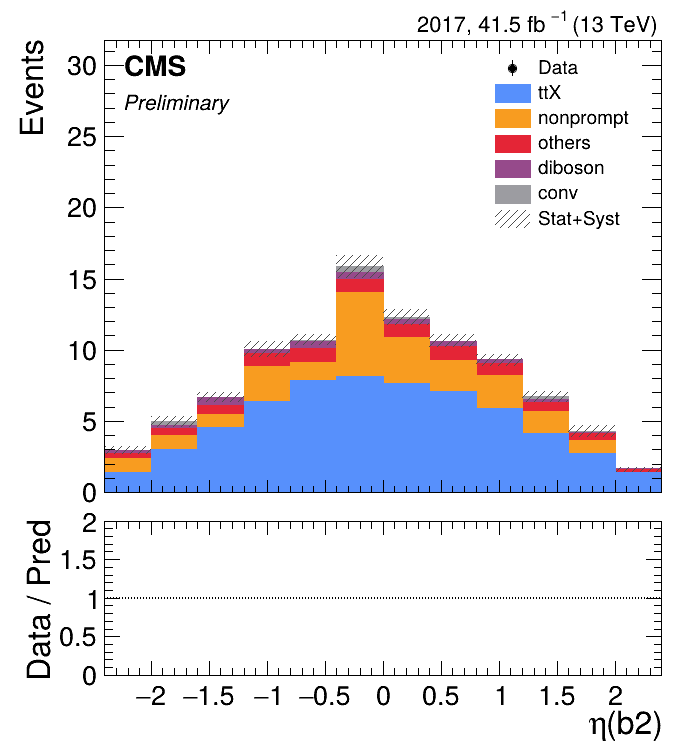 2017, 41.5 fb⁻¹ (13 TeV)
CMS
Preliminary
Data
ttX
nonprompt
others
diboson
conv
Stat+Syst
Events
30
25
20
15
10
5
0
Data / Pred
2
1.5
1
0.5
0
−2 −1.5 −1 −0.5 0 0.5 1 1.5 2
η(b2)